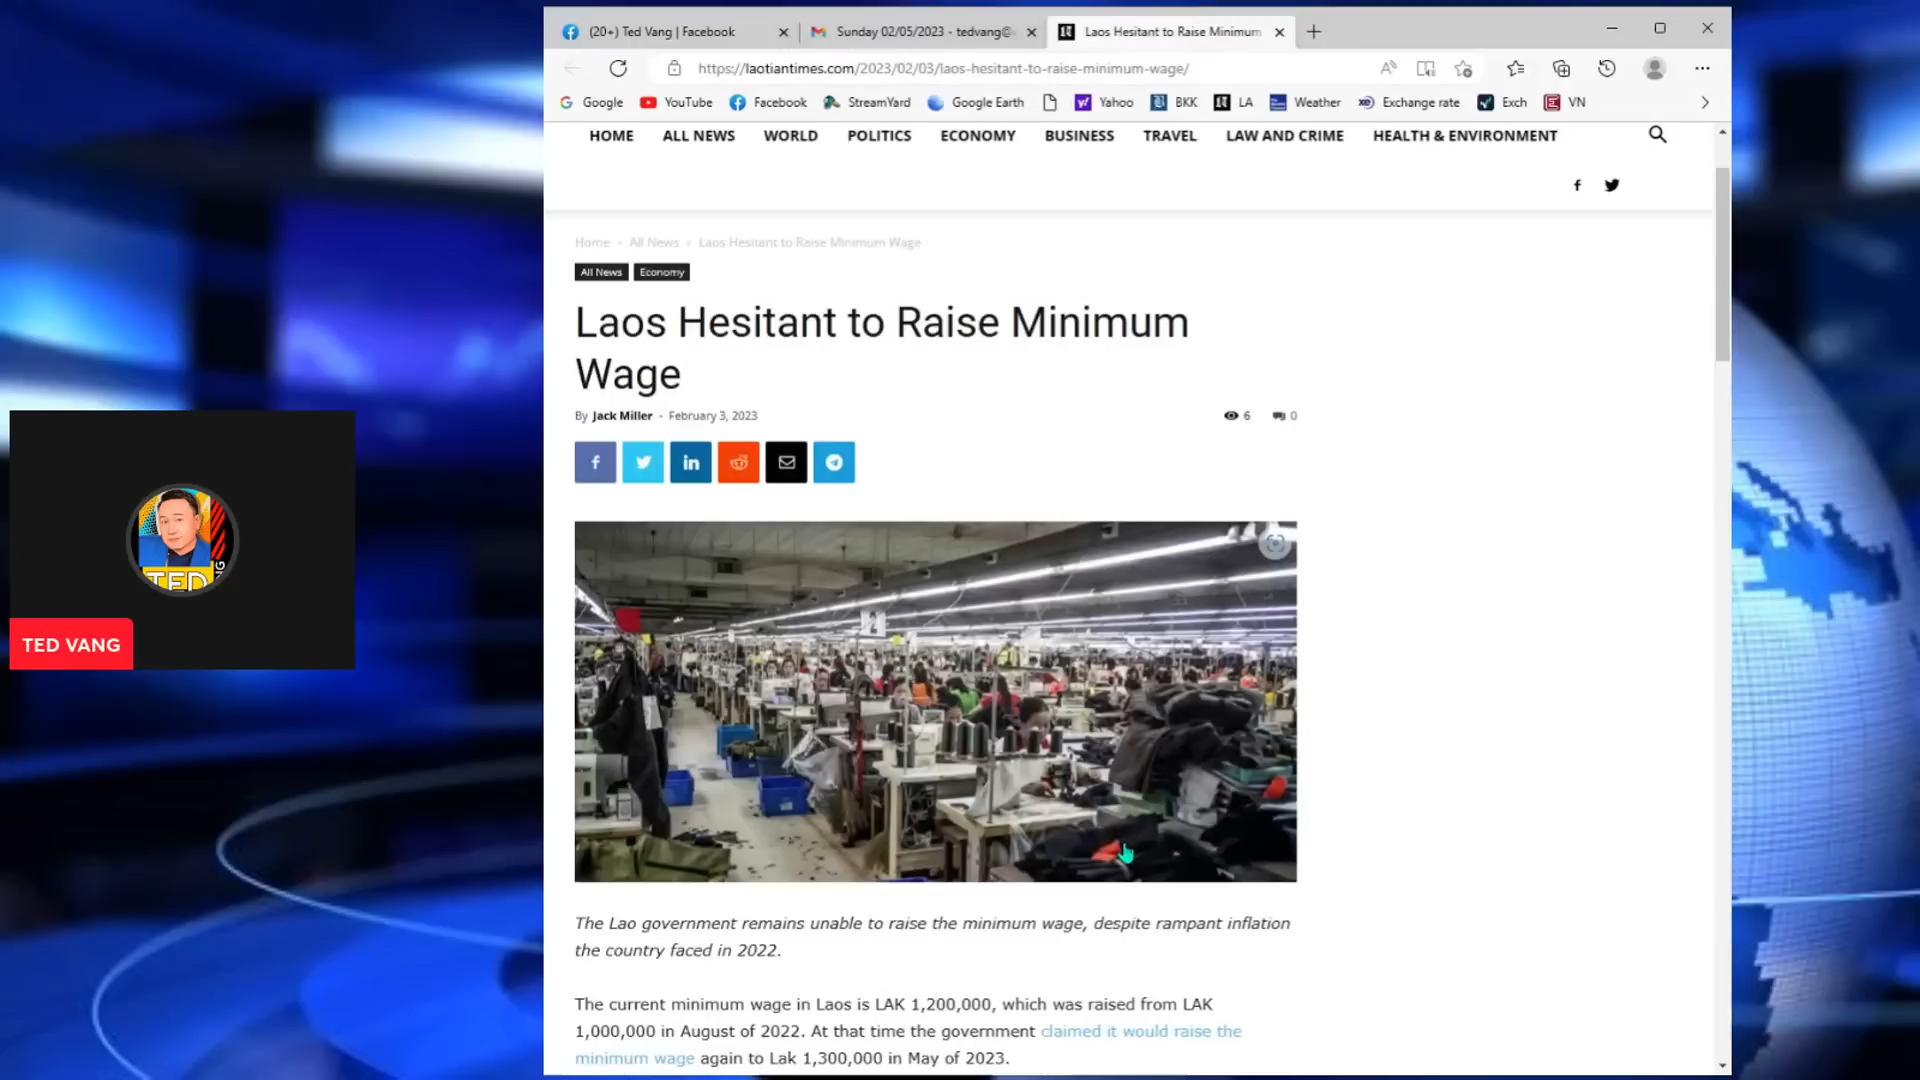 (20+) Ted Vang | Facebook
Sunday 02/05/2023 - tedvang@
Laos Hesitant to Raise Minimum
https://laotiantimes.com/2023/02/03/laos-hesitant-to-raise-minimum-wage/
Google YouTube Facebook StreamYard Google Earth Yahoo BKK LA Weather Exchange rate Exch VN
HOME ALL NEWS WORLD POLITICS ECONOMY BUSINESS TRAVEL LAW AND CRIME HEALTH & ENVIRONMENT
Home › All News › Laos Hesitant to Raise Minimum Wage
All News Economy
Laos Hesitant to Raise Minimum
Wage
By Jack Miller - February 3, 2023 6 0
TED
NG
TED VANG
The Lao government remains unable to raise the minimum wage, despite rampant inflation
the country faced in 2022.
The current minimum wage in Laos is LAK 1,200,000, which was raised from LAK
1,000,000 in August of 2022. At that time the government claimed it would raise the
minimum wage again to Lak 1,300,000 in May of 2023.